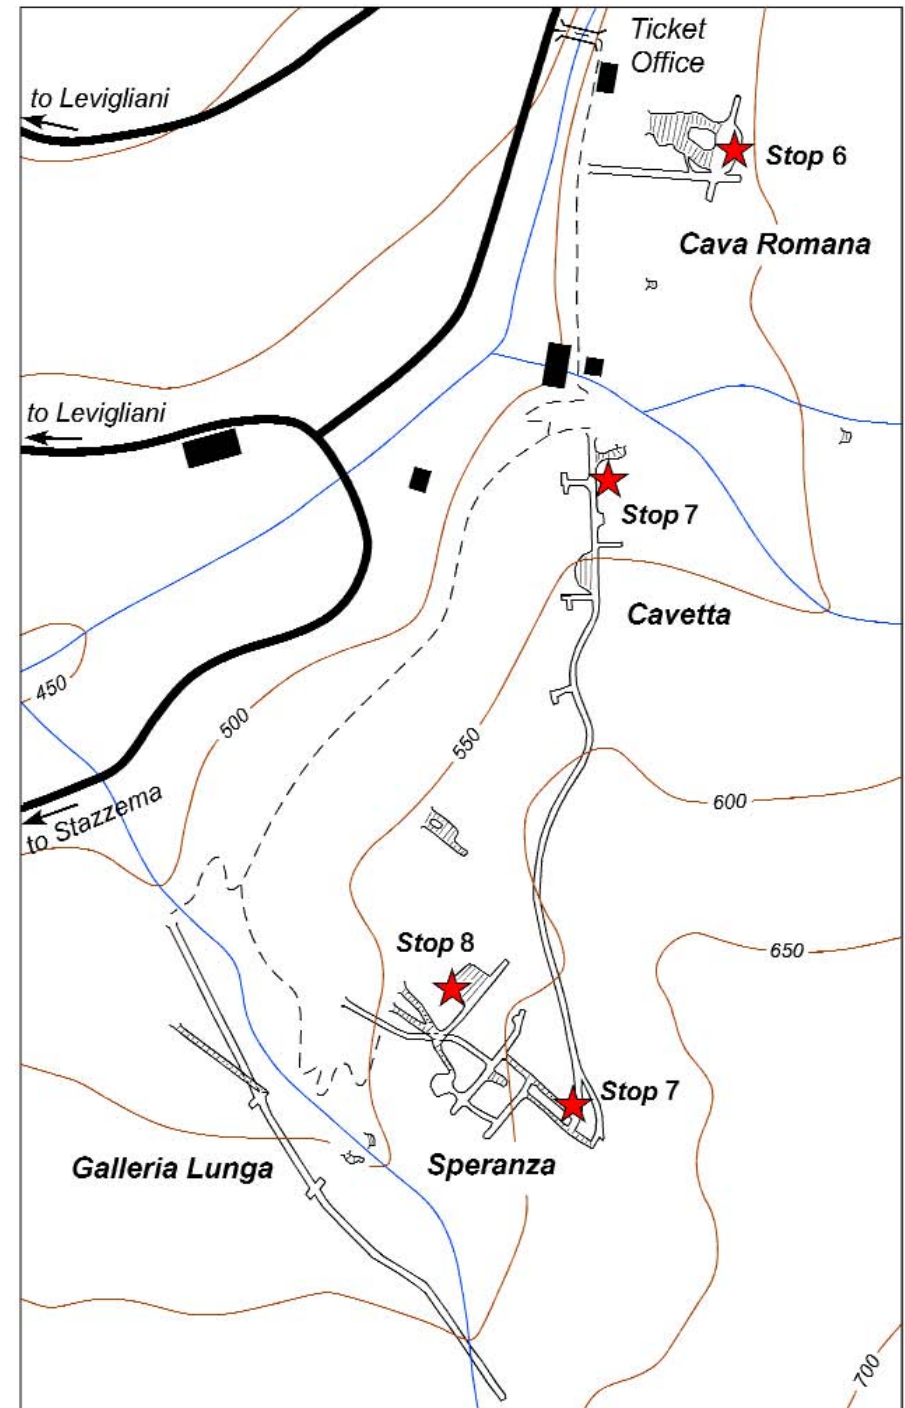 Ticket
Office
to Levigliani
Stop 6
Cava Romana
to Levigliani
Stop 7
Cavetta
450
500
550
600
to Stazzema
Stop 8
650
Stop 7
Galleria Lunga
Speranza
700